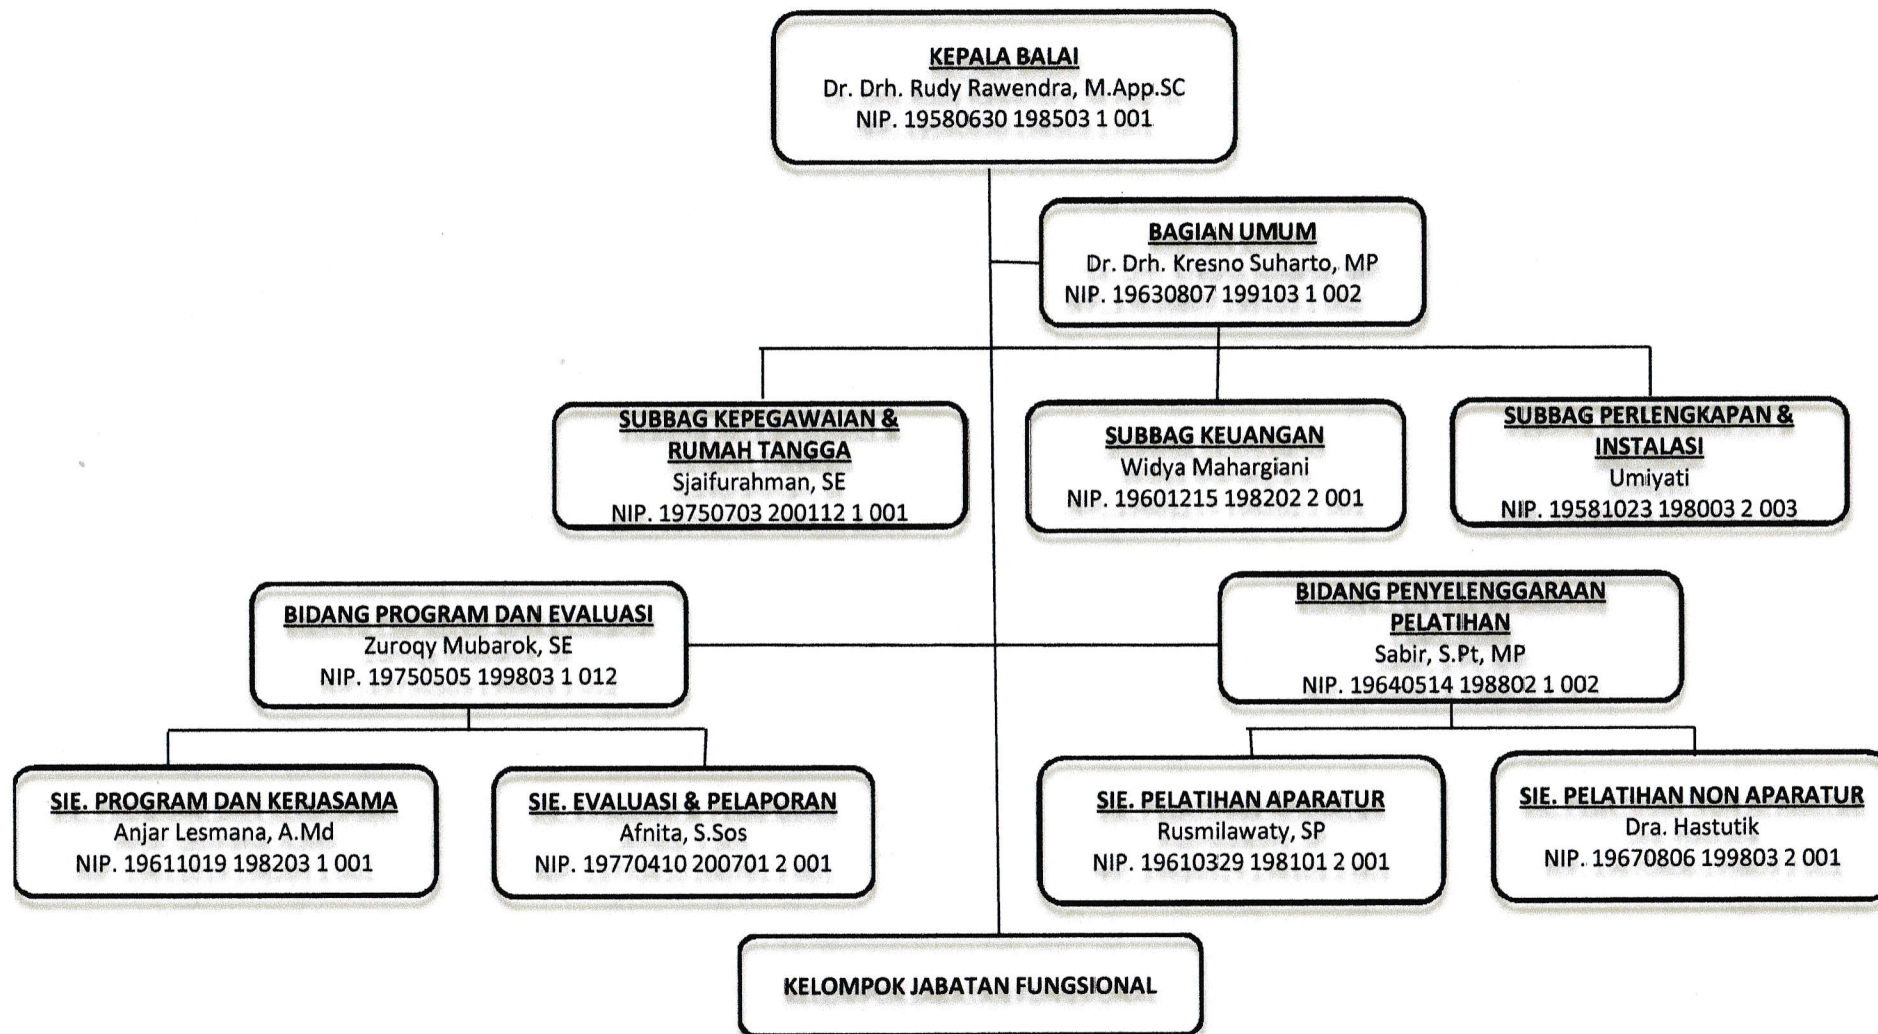 KEPALA BALAI
Dr. Drh. Rudy Rawendra, M.App.SC
NIP. 19580630 198503 1 001
BAGIAN UMUM
Dr. Drh. Kresno Suharto, MP
NIP. 19630807 199103 1 002
SUBBAG KEPEGAWAIAN &
RUMAH TANGGA
Sjaifurahman, SE
NIP. 19750703 200112 1 001
SUBBAG KEUANGAN
Widya Mahargiani
NIP. 19601215 198202 2 001
SUBBAG PERLENGKAPAN &
INSTALASI
Umiyati
NIP. 19581023 198003 2 003
BIDANG PROGRAM DAN EVALUASI
Zuroqy Mubarok, SE
NIP. 19750505 199803 1 012
BIDANG PENYELENGGARAAN
PELATIHAN
Sabir, S.Pt, MP
NIP. 19640514 198802 1 002
SIE. PROGRAM DAN KERJASAMA
Anjar Lesmana, A.Md
NIP. 19611019 198203 1 001
SIE. EVALUASI & PELAPORAN
Afnita, S.Sos
NIP. 19770410 200701 2 001
SIE. PELATIHAN APARATUR
Rusmilawaty, SP
NIP. 19610329 198101 2 001
SIE. PELATIHAN NON APARATUR
Dra. Hastutik
NIP. 19670806 199803 2 001
KELOMPOK JABATAN FUNGSIONAL